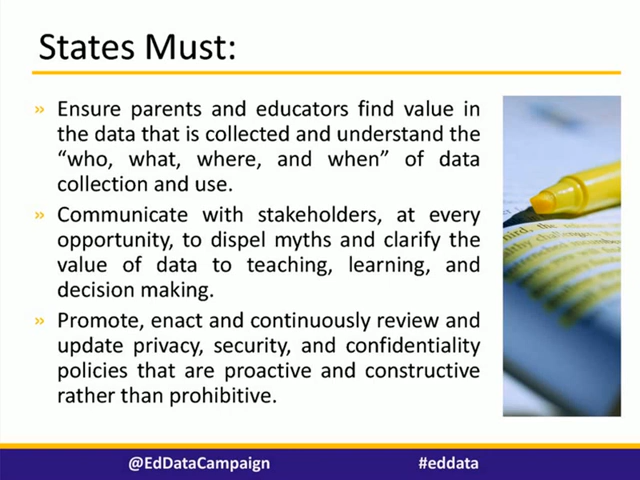 States Must:
» Ensure parents and educators find value in
the data that is collected and understand the
“who, what, where, and when” of data
collection and use.
» Communicate with stakeholders, at every
opportunity, to dispel myths and clarify the
value of data to teaching, learning, and
decision making.
» Promote, enact and continuously review and
update privacy, security, and confidentiality
policies that are proactive and constructive
rather than prohibitive.
@EdDataCampaign #eddata